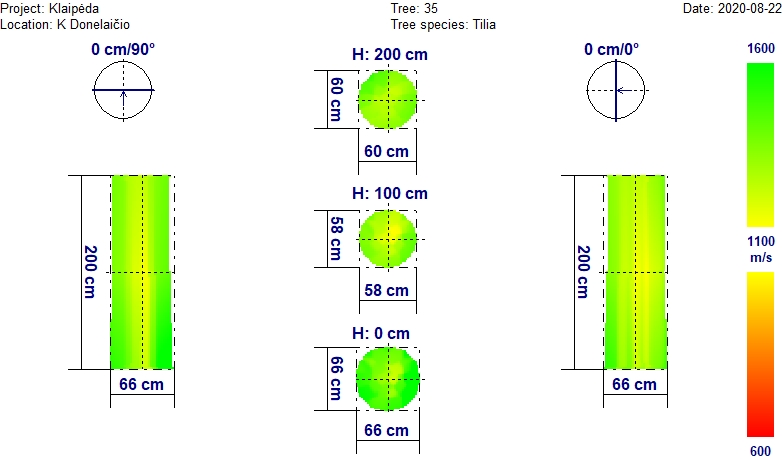 Project: Klaipėda
Tree: 35
Date: 2020-08-22
Location: K Donelaičio
Tree species: Tilia
0 cm/90°
H: 200 cm
0 cm/0°
1600
60 cm
60 cm
H: 100 cm
58 cm
58 cm
200 cm
200 cm
1100
m/s
H: 0 cm
66 cm
66 cm
66 cm
66 cm
600